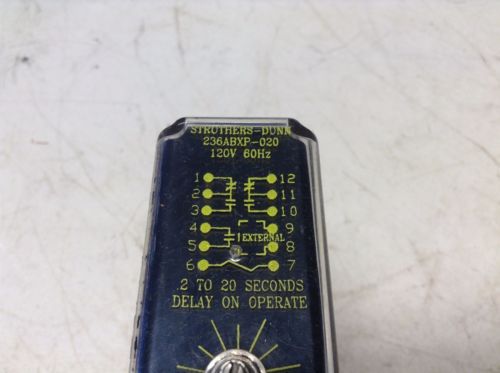 STRUTHERS-DUNN
236ABXP-020
120V 60Hz
1 12
2 11
3 10
4 9
EXTERNAL
5 8
6 7
.2 TO 20 SECONDS
DELAY ON OPERATE